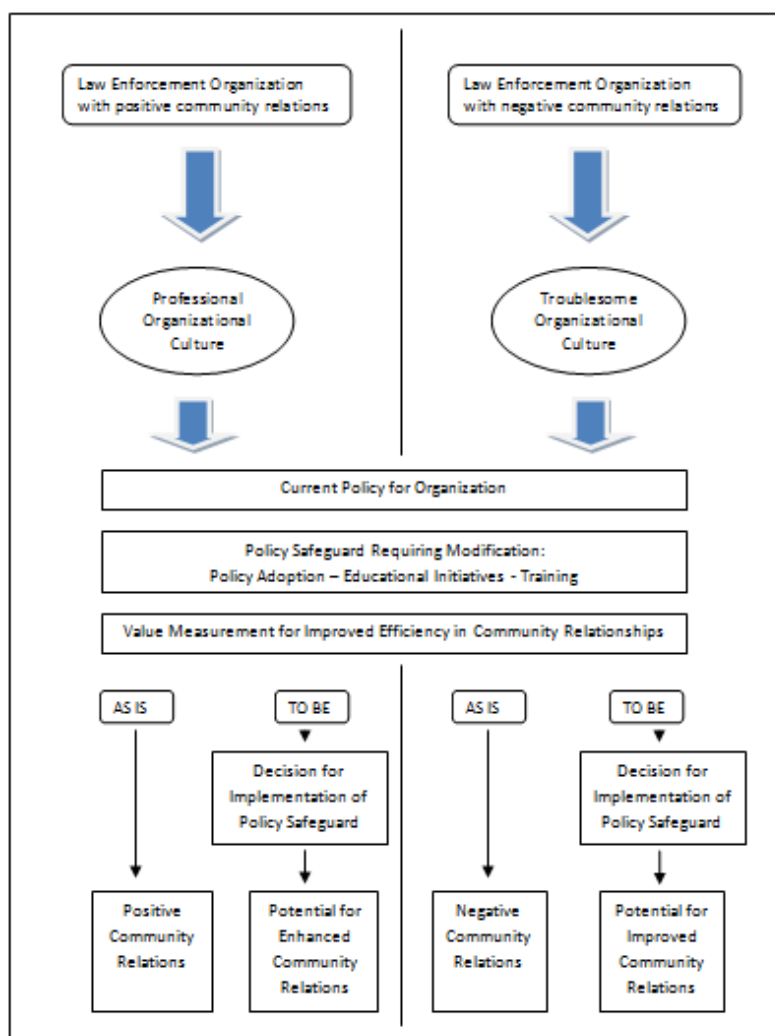 Law Enforcement Organization
with positive community relations
Law Enforcement Organization
with negative community relations
Professional
Organizational
Culture
Troublesome
Organizational
Culture
Current Policy for Organization
Policy Safeguard Requiring Modification:
Policy Adoption – Educational Initiatives - Training
Value Measurement for Improved Efficiency in Community Relationships
AS IS
TO BE
AS IS
TO BE
Decision for
Implementation of
Policy Safeguard
Decision for
Implementation of
Policy Safeguard
Positive
Community
Relations
Potential for
Enhanced
Community
Relations
Negative
Community
Relations
Potential for
Improved
Community
Relations